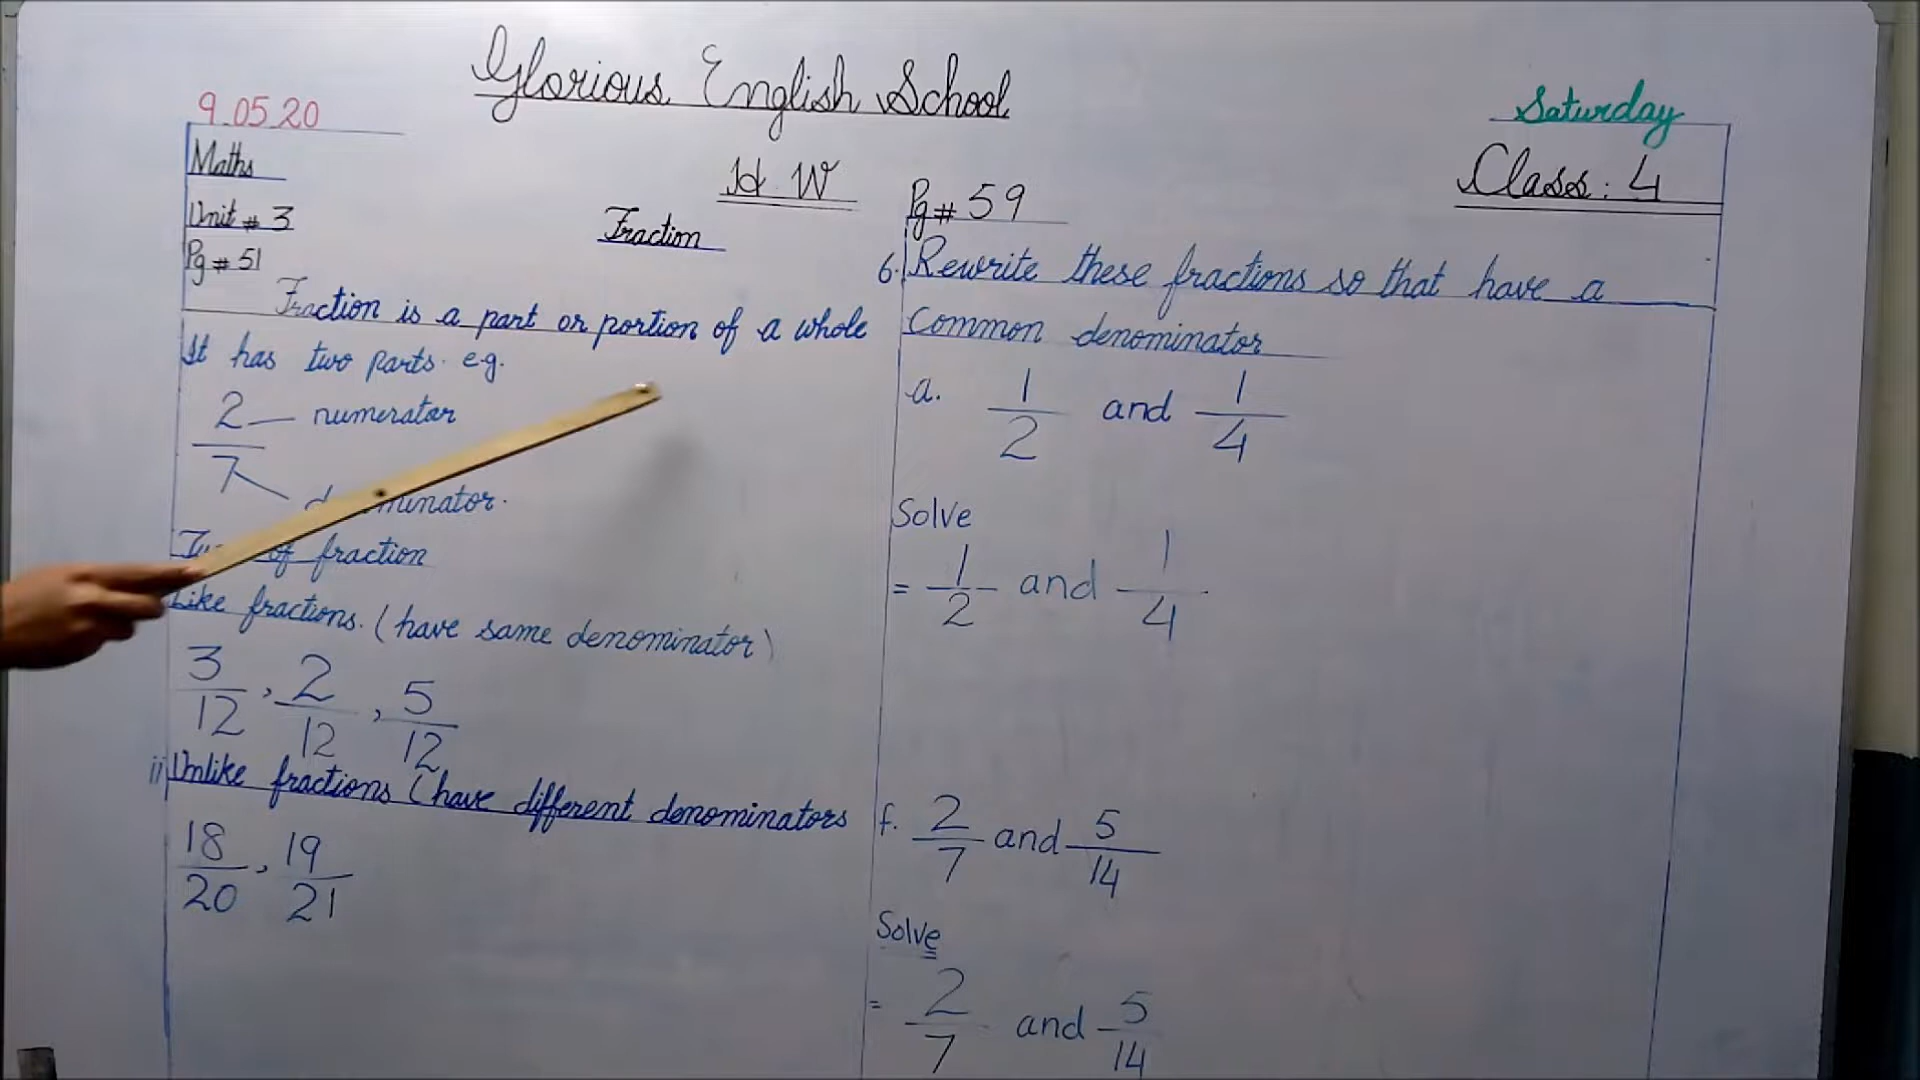 Glorious English School
9.05.20
Saturday
Maths
H.W
Class: 4
Unit # 3
Fraction
Pg # 51
Fraction is a part or portion of a whole
It has two parts. e.g.
2 — numerator
7
of fraction
Like fractions. (have same denominator)
3/12, 2/12, 5/12
ii Unlike fractions (have different denominators
18/20, 19/21
Pg # 59
6. Rewrite these fractions so that have a
Common denominator
a. 1/2 and 1/4
Solve
= 1/2 and 1/4
f. 2/7 and 5/14
Solve
= 2/7 and 5/14